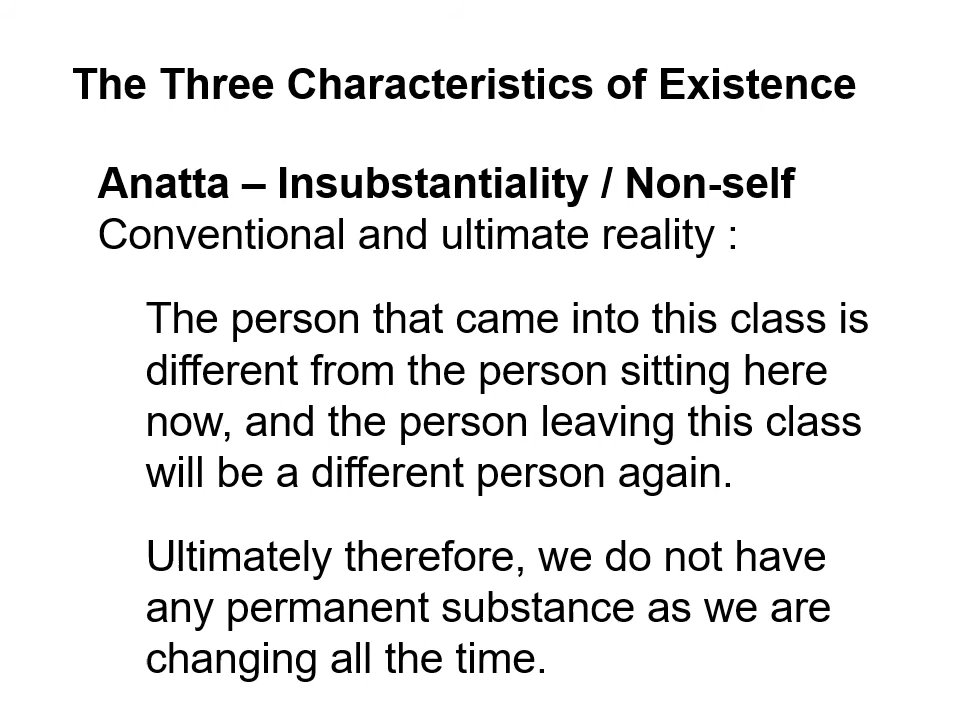 The Three Characteristics of Existence
Anatta – Insubstantiality / Non-self
Conventional and ultimate reality :
The person that came into this class is
different from the person sitting here
now, and the person leaving this class
will be a different person again.
Ultimately therefore, we do not have
any permanent substance as we are
changing all the time.